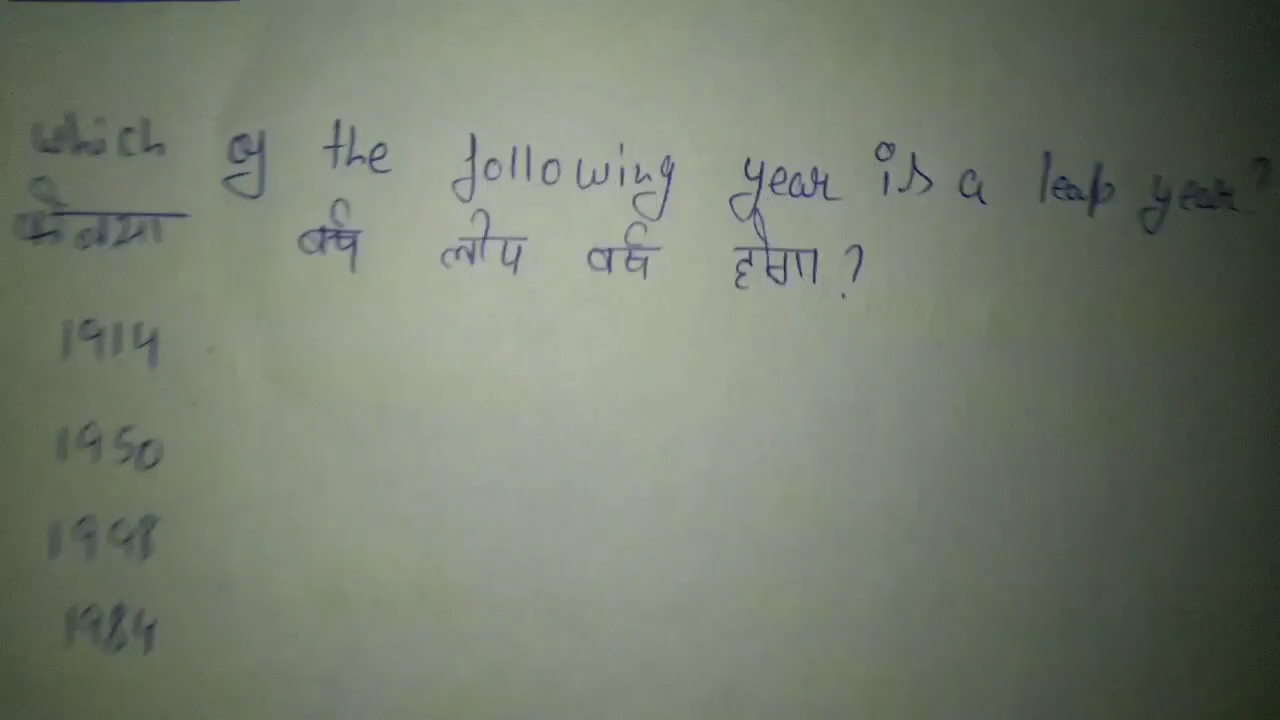 which of the following year is a leap year?
वर्ष लीप वर्ष होगा?
1914
1950
1998
1984